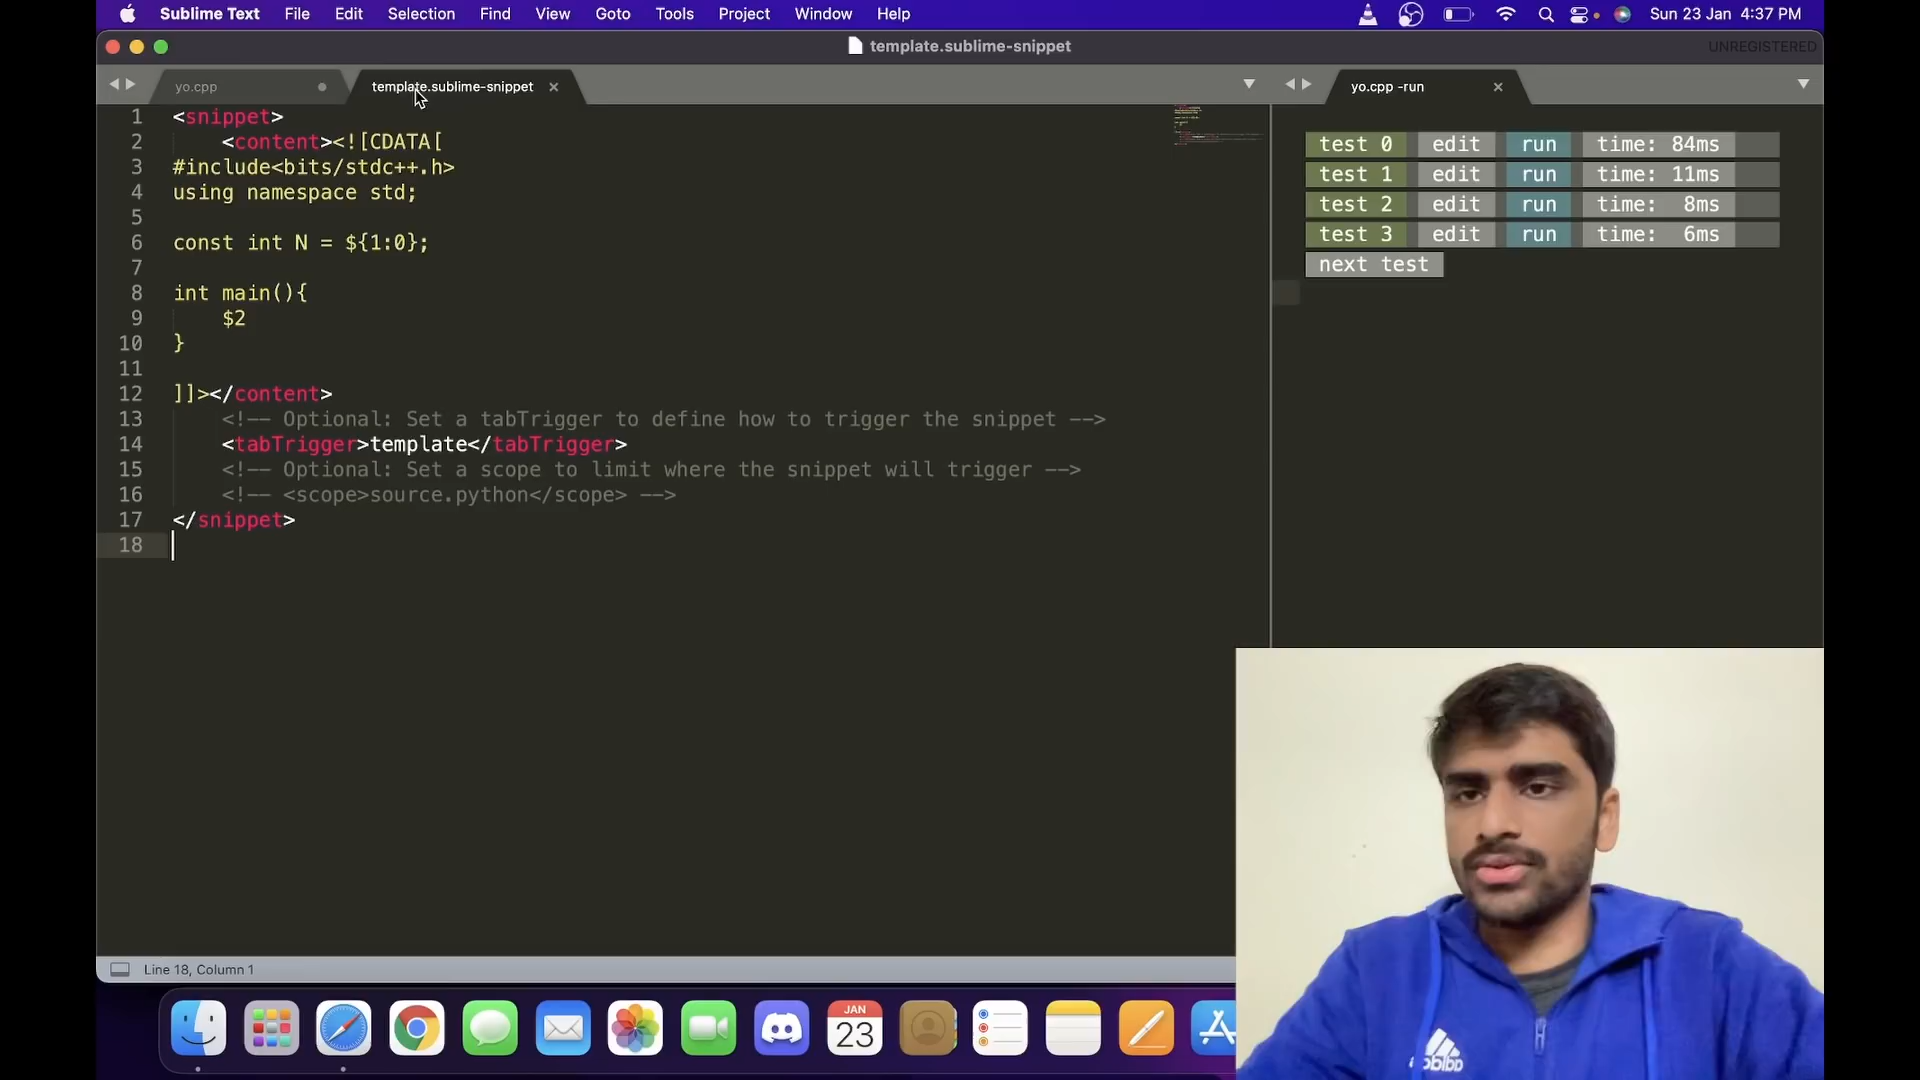 Sublime Text File Edit Selection Find View Goto Tools Project Window Help Sun 23 Jan 4:37 PM
template.sublime-snippet UNREGISTERED
yo.cpp template.sublime-snippet yo.cpp -run
1 <snippet>
2 <content><![CDATA[
3 #include<bits/stdc++.h>
4 using namespace std;
5
6 const int N = ${1:0};
7
8 int main(){
9 $2
10 }
11
12 ]]></content>
13 <!-- Optional: Set a tabTrigger to define how to trigger the snippet -->
14 <tabTrigger>template</tabTrigger>
15 <!-- Optional: Set a scope to limit where the snippet will trigger -->
16 <!-- <scope>source.python</scope> -->
17 </snippet>
18
test 0 edit run time: 84ms
test 1 edit run time: 11ms
test 2 edit run time: 8ms
test 3 edit run time: 6ms
next test
Line 18, Column 1
JAN
23
adidas